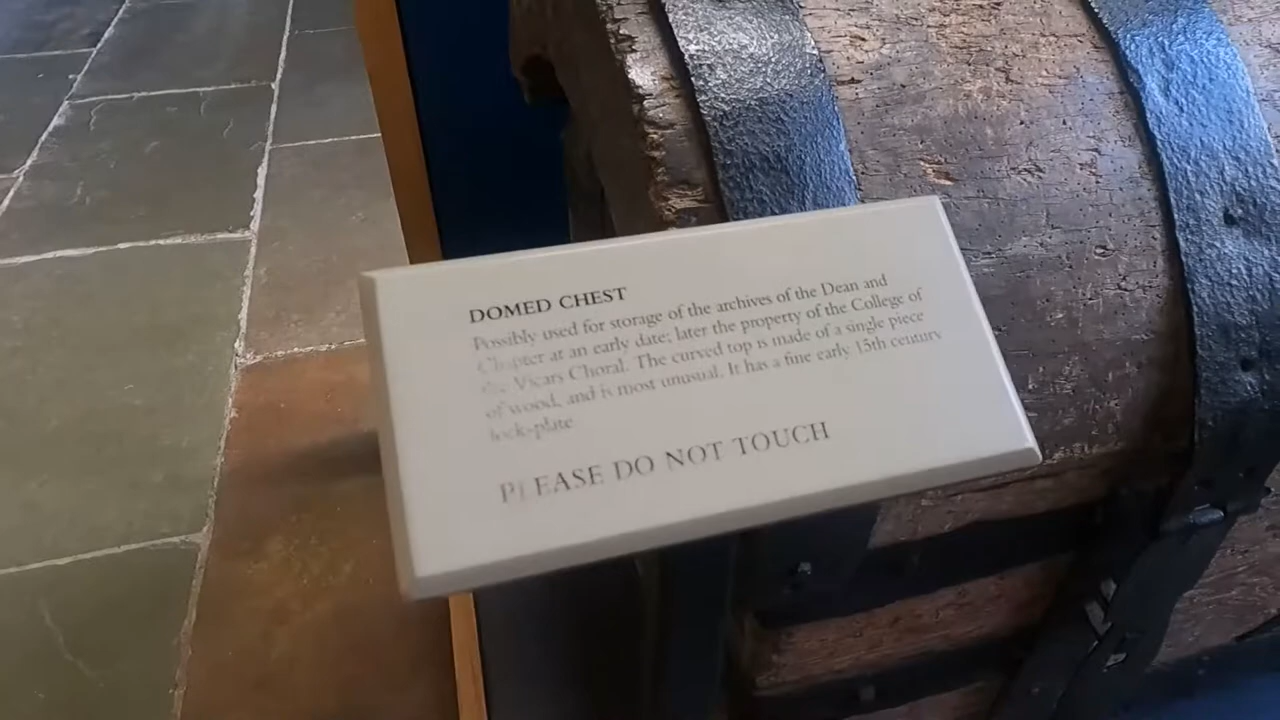 DOMED CHEST
Possibly used for storage of the archives of the Dean and
Chapter at an early date; later the property of the College of
the Vicars Choral. The curved top is made of a single piece
of wood, and is most unusual. It has a fine early 15th century
lock-plate
PLEASE DO NOT TOUCH